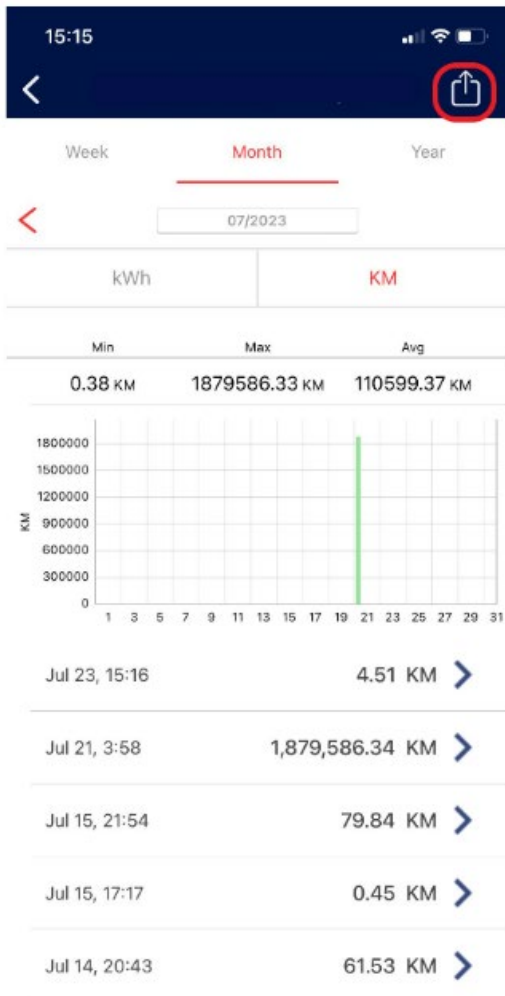 15:15
Week Month Year
07/2023
kWh KM
Min Max Avg
0.38 KM 1879586.33 KM 110599.37 KM
1800000
1500000
1200000
900000
600000
300000
0
KM
1 3 5 7 9 11 13 15 17 19 21 23 25 27 29 31
Jul 23, 15:16 4.51 KM
Jul 21, 3:58 1,879,586.34 KM
Jul 15, 21:54 79.84 KM
Jul 15, 17:17 0.45 KM
Jul 14, 20:43 61.53 KM